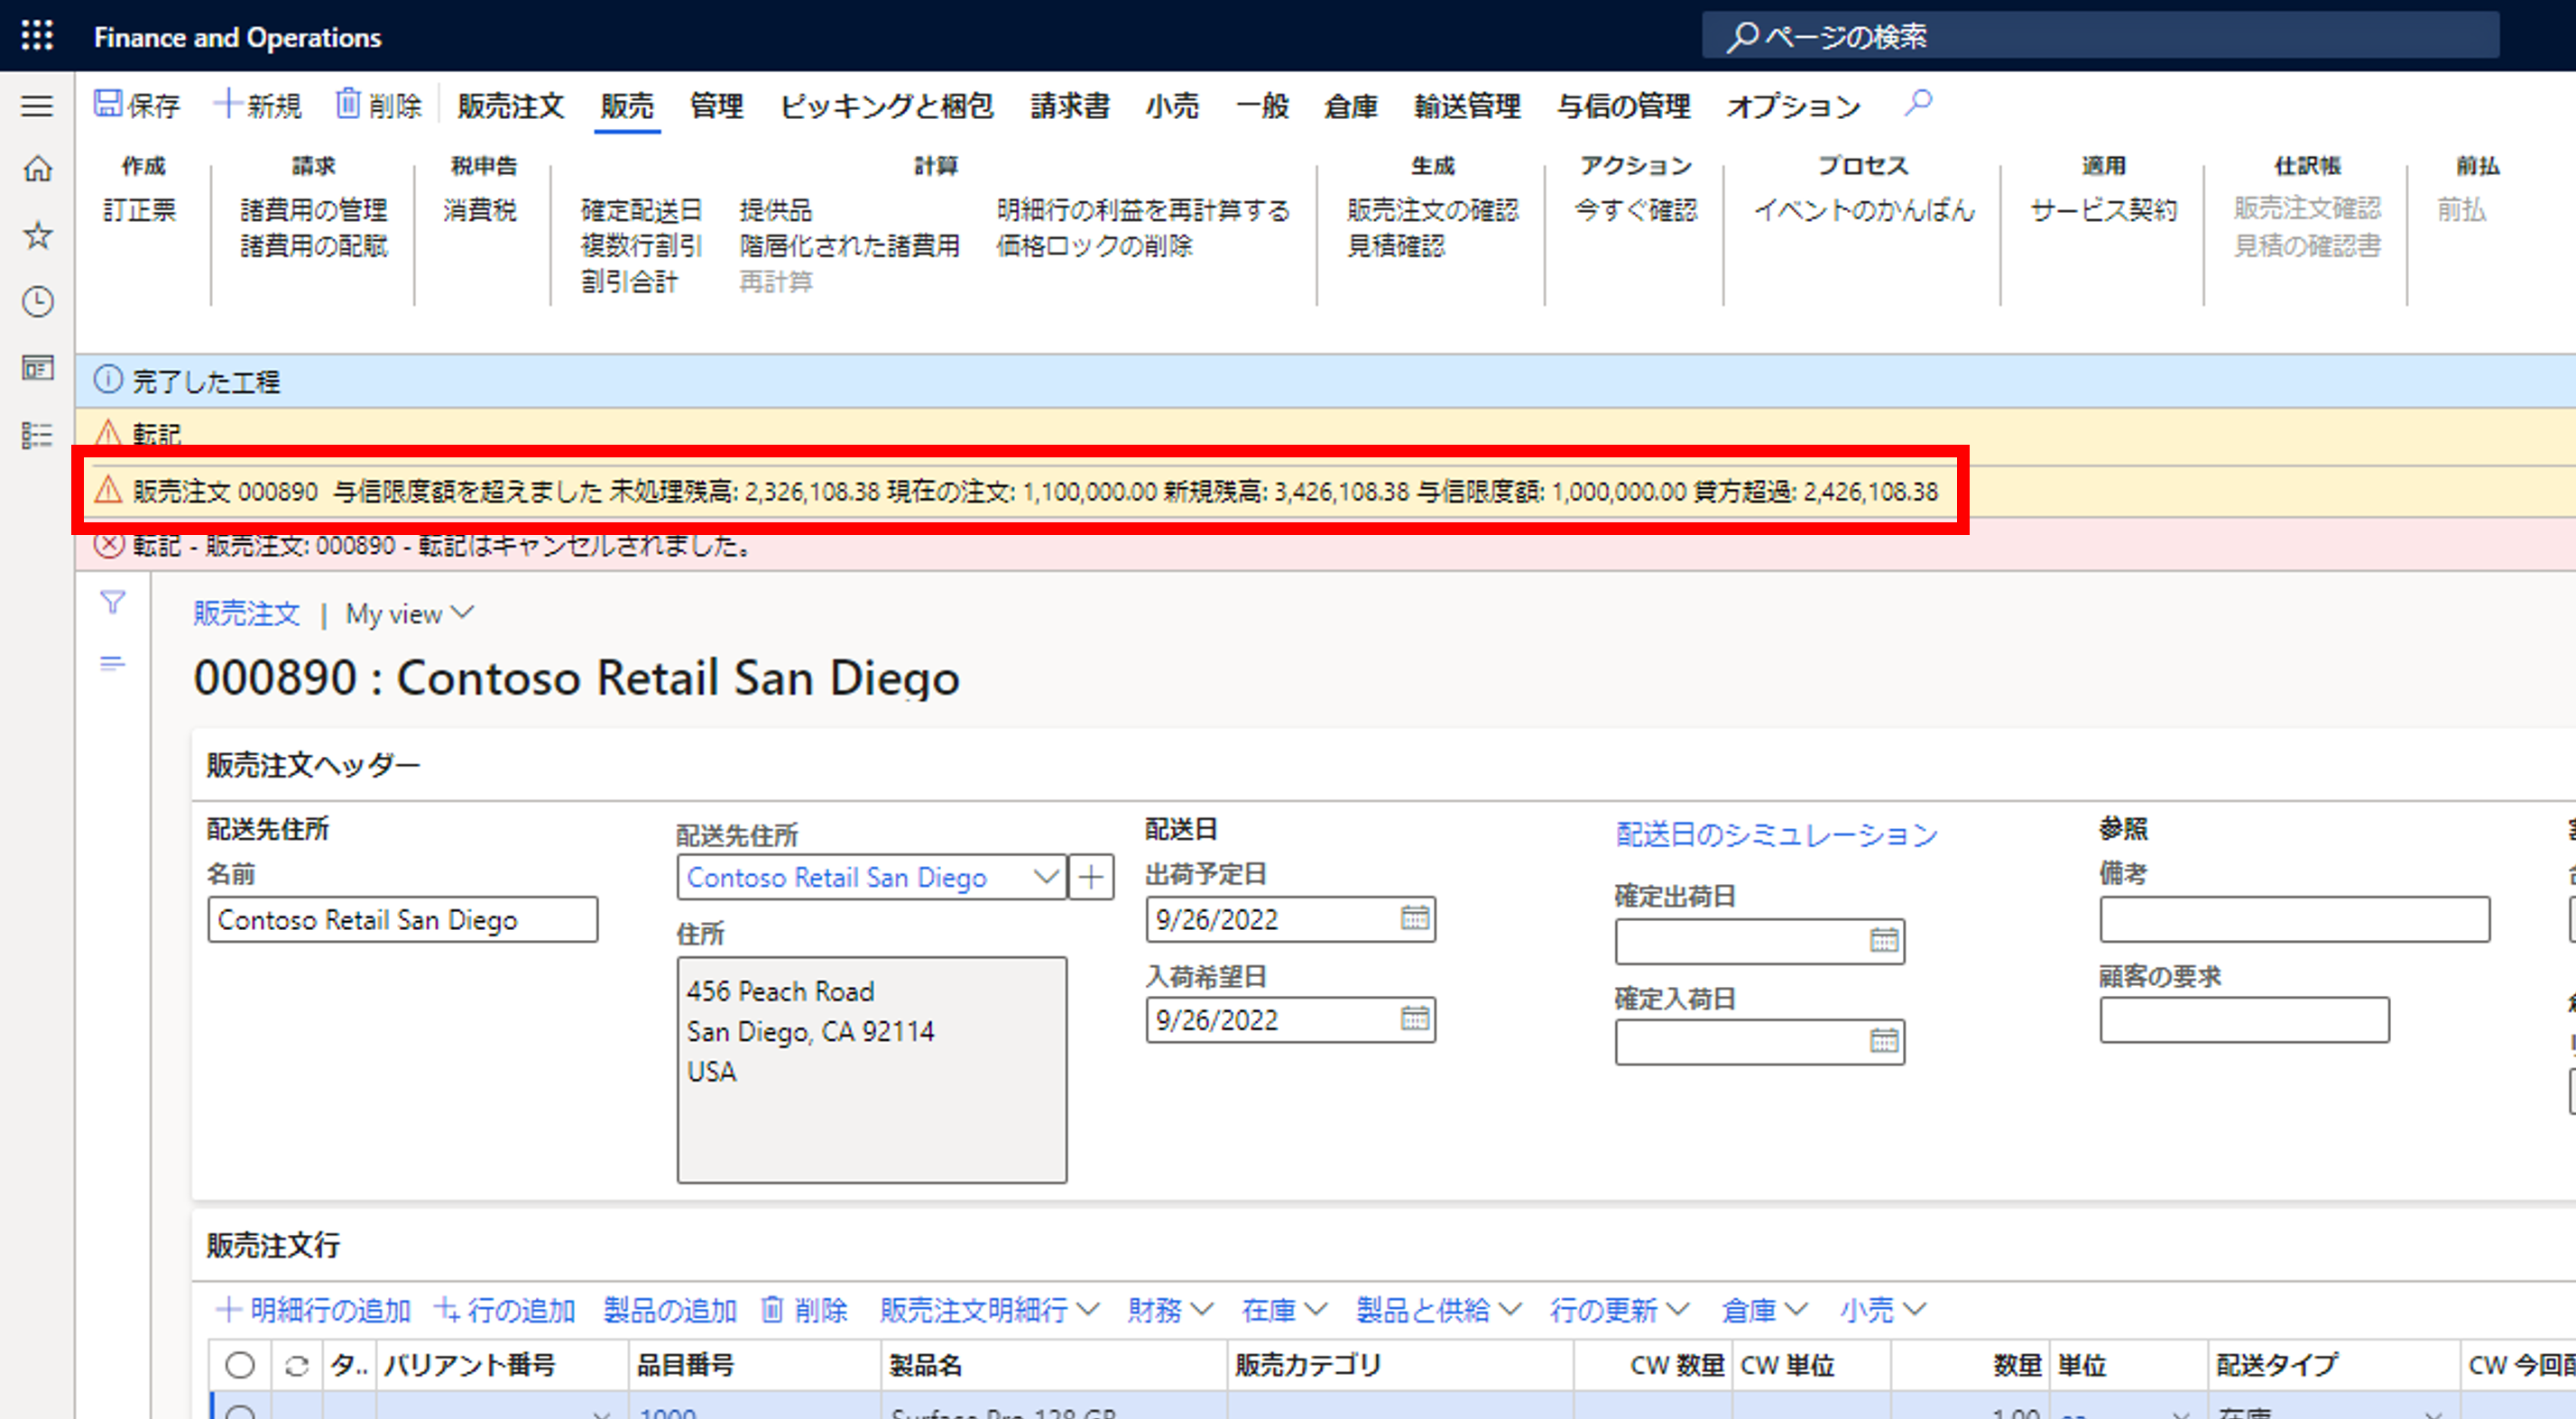 Finance and Operations
ページの検索
保存 新規 削除 販売注文 販売 管理 ピッキングと梱包 請求書 小売 一般 倉庫 輸送管理 与信の管理 オプション
作成 請求 税申告 計算 生成 アクション プロセス 適用 仕訳帳 前払
訂正票 諸費用の管理 消費税 確定配送日 提供品 明細行の利益を再計算する 販売注文の確認 今すぐ確認 イベントのかんばん サービス契約 販売注文確認 前払
諸費用の配賦 複数行割引 階層化された諸費用 価格ロックの削除 見積確認 見積の確認書
割引合計 再計算
完了した工程
転記
販売注文 000890 与信限度額を超えました 未処理残高: 2,326,108.38 現在の注文: 1,100,000.00 新規残高: 3,426,108.38 与信限度額: 1,000,000.00 貸方超過: 2,426,108.38
転記 - 販売注文: 000890 - 転記はキャンセルされました。
販売注文 | My view
000890 : Contoso Retail San Diego
販売注文ヘッダー
配送先住所 配送先住所 配送日 配送日のシミュレーション 参照
名前 Contoso Retail San Diego 出荷予定日 確定出荷日 備考
Contoso Retail San Diego 住所 9/26/2022
入荷希望日 確定入荷日 顧客の要求
456 Peach Road 9/26/2022
San Diego, CA 92114
USA
販売注文行
明細行の追加 行の追加 製品の追加 削除 販売注文明細行 財務 在庫 製品と供給 行の更新 倉庫 小売
タ.. バリアント番号 品目番号 製品名 販売カテゴリ CW 数量 CW 単位 数量 単位 配送タイプ CW 今回
1000 Surface Pro 128 GB 1.00 ea 在庫